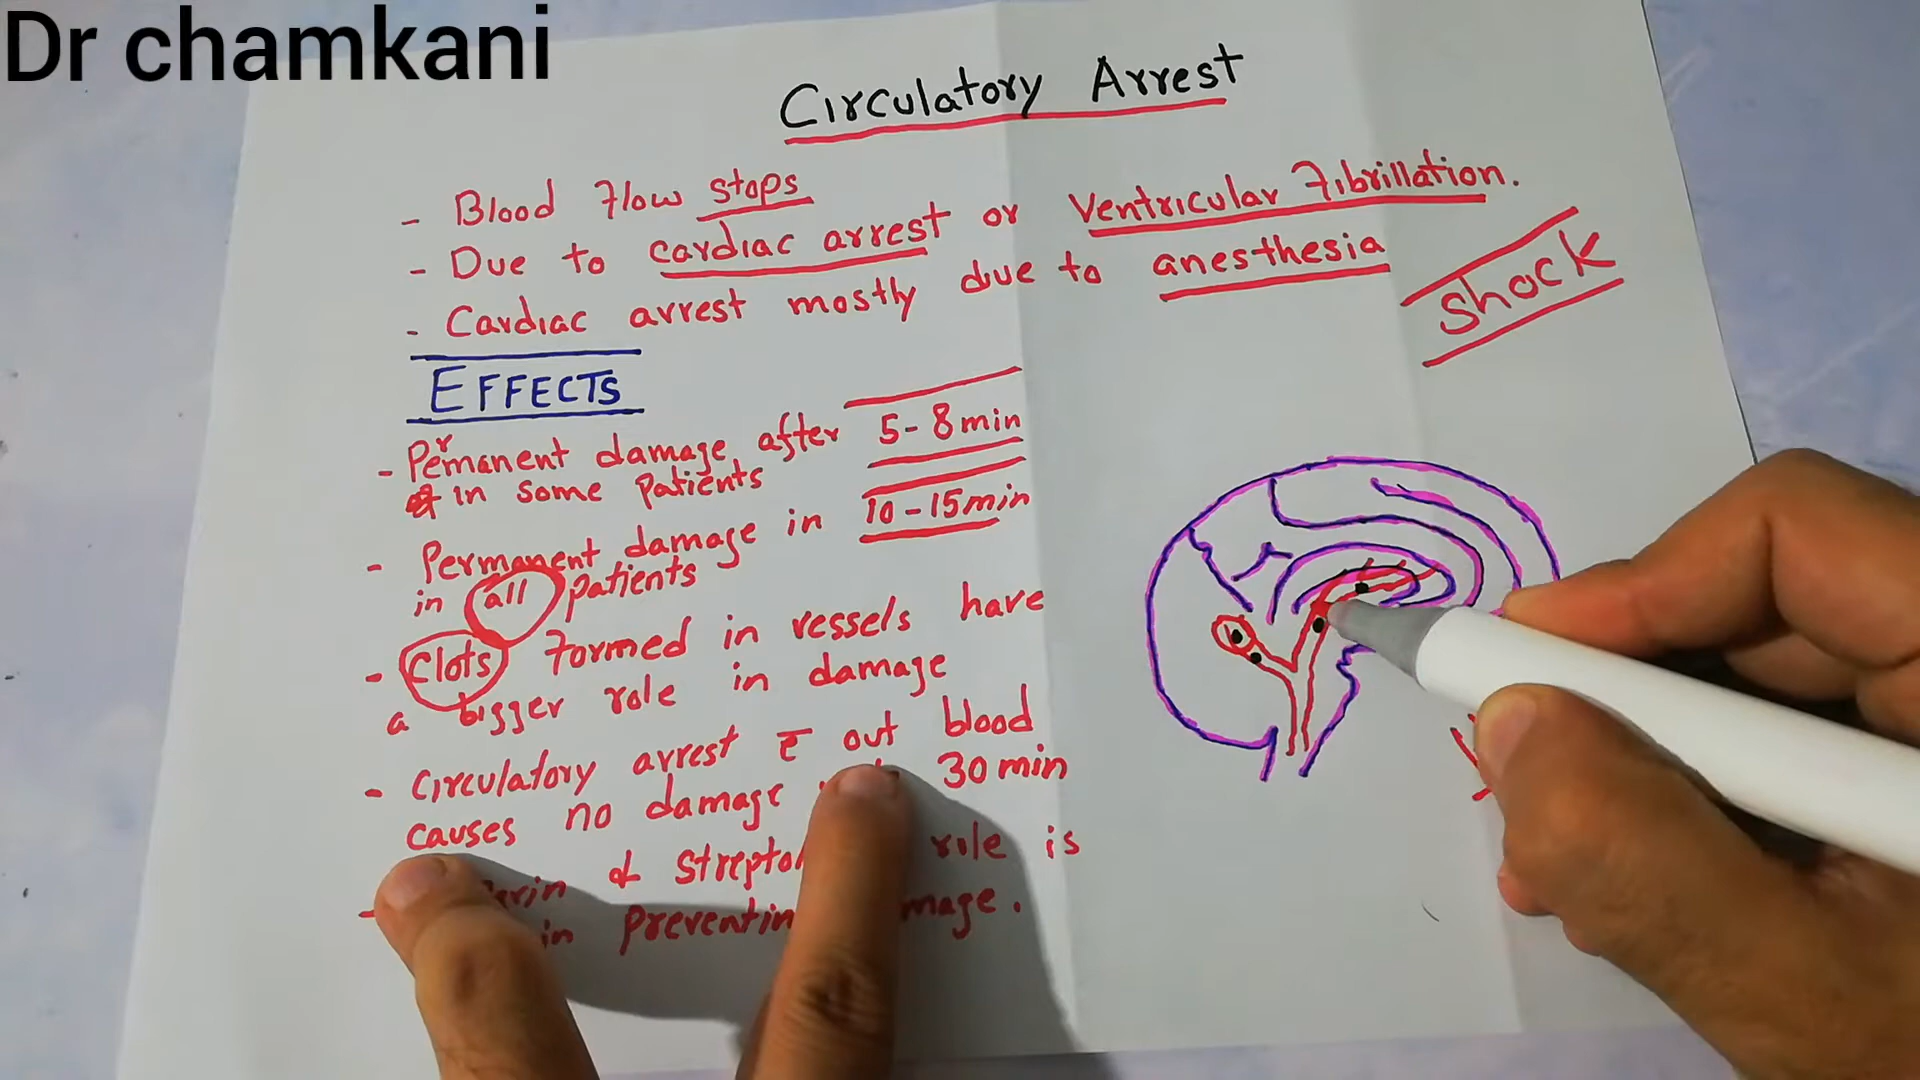 Dr chamkani
Circulatory Arrest
- Blood Flow stops
- Due to cardiac arrest or Ventricular Fibrillation.
- Cardiac arrest mostly due to anesthesia
Shock
EFFECTS
- Permanent damage after 5-8 min
in some patients
- Permanent damage in 10-15 min
in all patients
- Clots formed in vessels have
a bigger role in damage
- Circulatory arrest c̄ out blood
causes no damage 30 min
- & role is
in